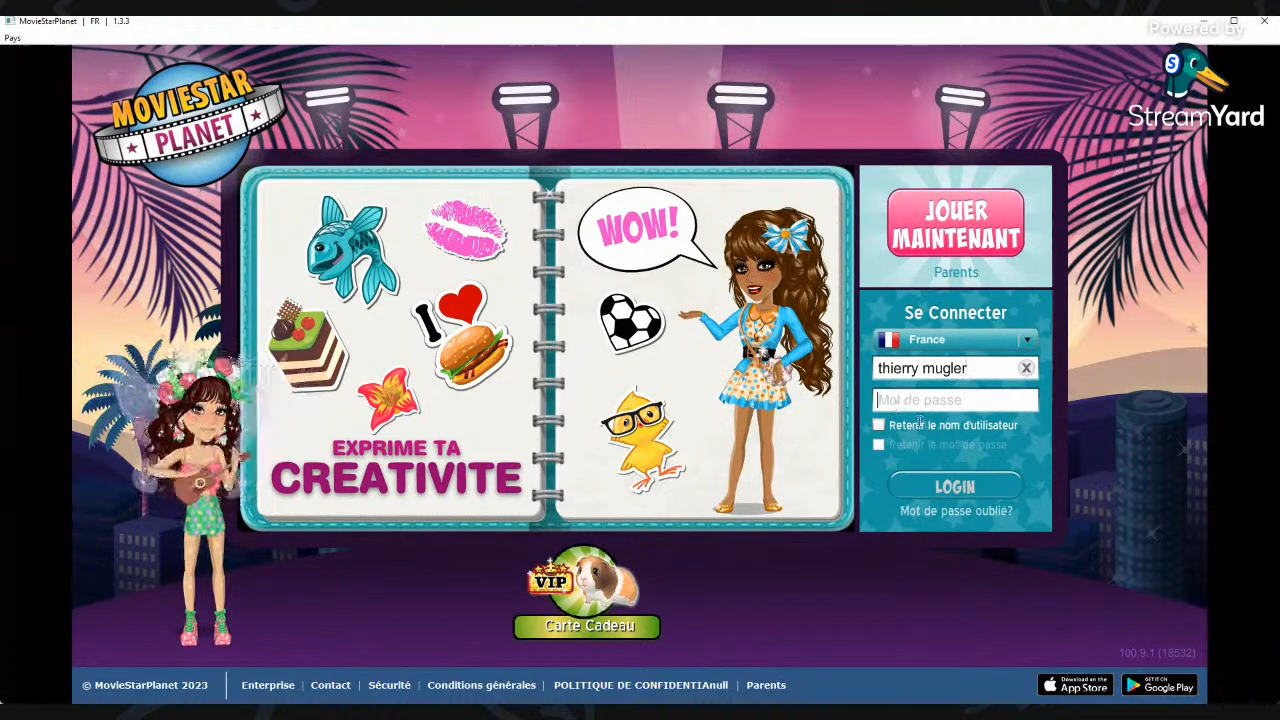 MovieStarPlanet | FR | 1.3.3
Pays
Powered by
S
StreamYard
MOVIESTAR
PLANET
WOW!
I
EXPRIME TA
CREATIVITE
JOUER
MAINTENANT
Parents
Se Connecter
France
thierry mugler
Mot de passe
Retenir le nom d'utilisateur
Retenir le mot de passe
LOGIN
Mot de passe oublié?
VIP
Carte Cadeau
100.9.1 (18532)
© MovieStarPlanet 2023 | Enterprise | Contact | Sécurité | Conditions générales | POLITIQUE DE CONFIDENTIAnull | Parents
Download on the
App Store
GET IT ON
Google Play